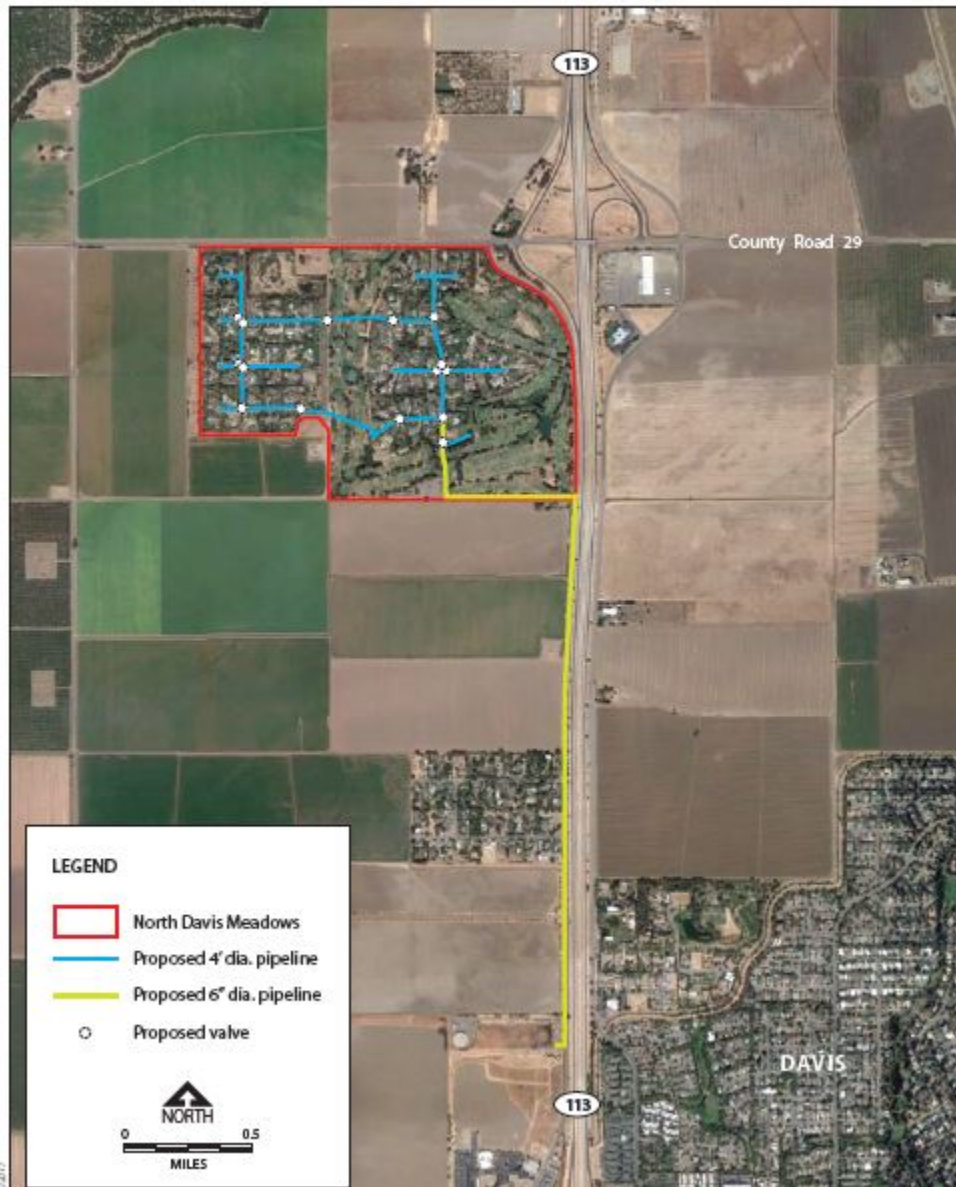 113
County Road 29
LEGEND
North Davis Meadows
Proposed 4' dia. pipeline
Proposed 6" dia. pipeline
Proposed valve
NORTH
0 0.5
MILES
DAVIS
113